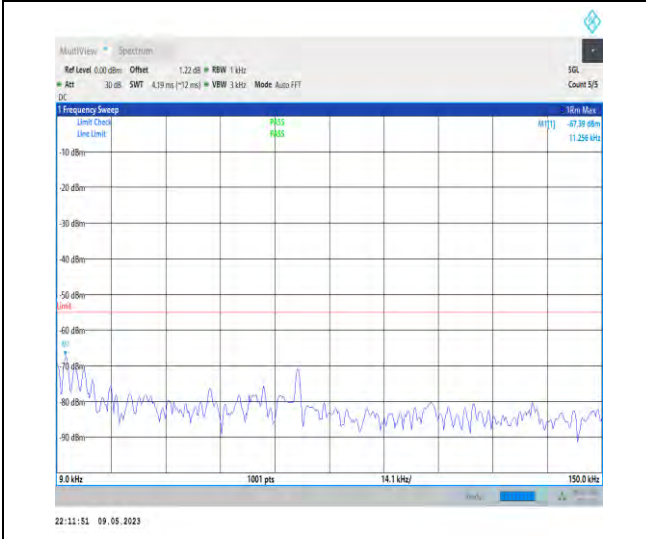 MultiView Spectrum
Ref Level 0.00 dBm Offset 1.22 dB RBW 1 kHz SGL
Att 30 dB SWT 4.19 ms (~12 ms) VBW 3 kHz Mode Auto FFT Count 5/5
DC
1 Frequency Sweep 1Rm Max
Limit Check PASS M1[1] -67.39 dBm
Line Limit PASS 11.256 kHz
-10 dBm
-20 dBm
-30 dBm
-40 dBm
-50 dBm
Limit
-60 dBm
M1
-70 dBm
-80 dBm
-90 dBm
9.0 kHz 1001 pts 14.1 kHz/ 150.0 kHz
22:11:51 09.05.2023